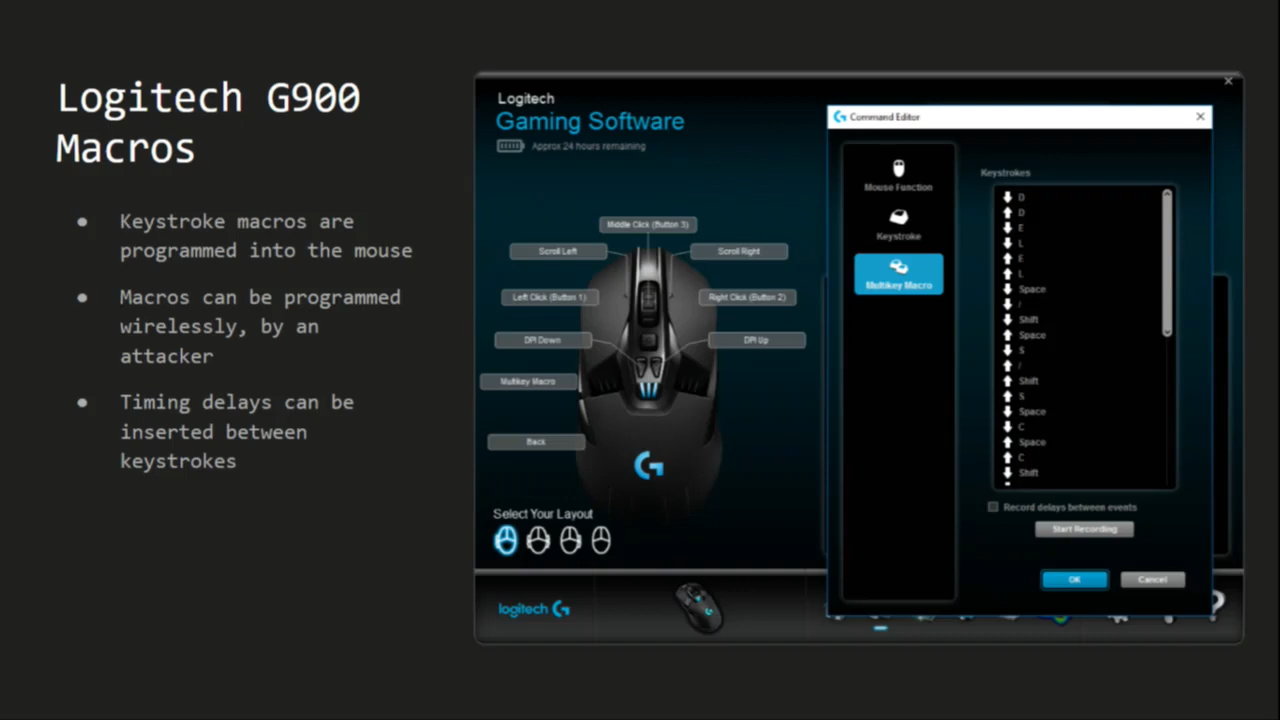 Logitech G900
Macros
● Keystroke macros are
programmed into the mouse
● Macros can be programmed
wirelessly, by an
attacker
● Timing delays can be
inserted between
keystrokes
Logitech
Gaming Software
Approx 24 hours remaining
Middle Click (Button 3)
Scroll Left
Scroll Right
Left Click (Button 1)
Right Click (Button 2)
DPI Down
DPI Up
Multikey Macro
Back
G
Select Your Layout
logitech G
G Command Editor
Mouse Function
Keystroke
Multikey Macro
Keystrokes
D
D
E
L
E
L
Space
/
Shift
Space
S
/
Shift
S
Space
C
Space
C
Shift
Record delays between events
Start Recording
OK
Cancel
?